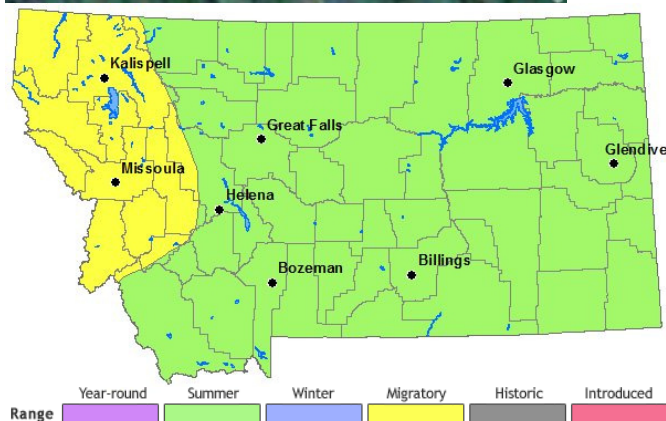 Kalispell
Glasgow
Great Falls
Glendive
Missoula
Helena
Bozeman
Billings
Year-round Summer Winter Migratory Historic Introduced
Range